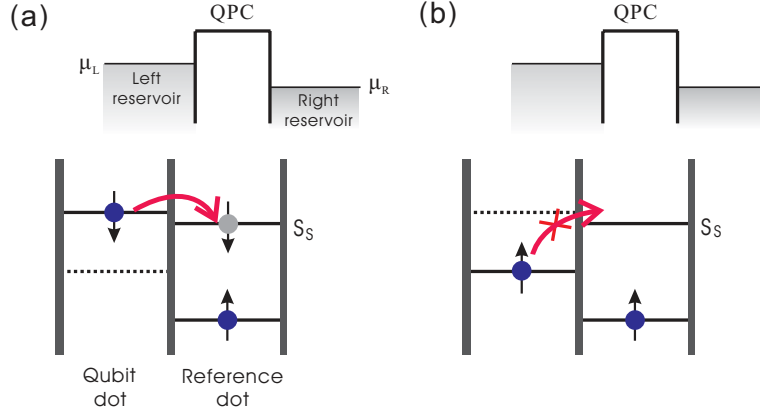 (a)
QPC
μL
Left
reservoir
μR
Right
reservoir
SS
Qubit
dot
Reference
dot
(b)
QPC
SS